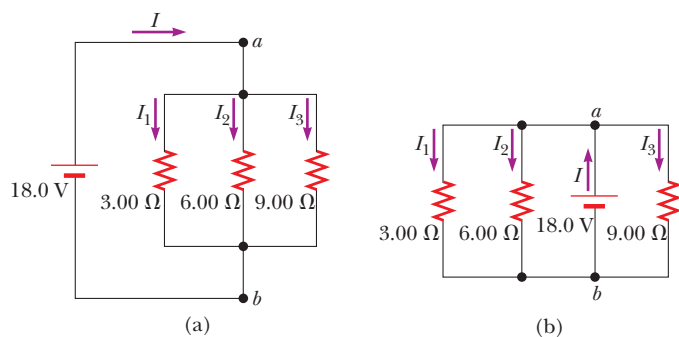 I
a
I₁ I₂ I₃
18.0 V
3.00 Ω 6.00 Ω 9.00 Ω
b
(a)
a
I₁ I₂ I I₃
3.00 Ω 6.00 Ω 18.0 V 9.00 Ω
b
(b)